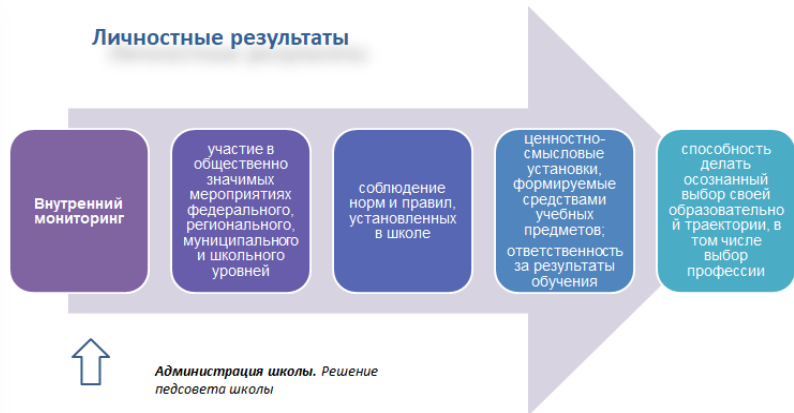 Личностные результаты
Внутренний
мониторинг
участие в
общественно
значимых
мероприятиях
федерального,
регионального,
муниципального
и школьного
уровней
соблюдение
норм и правил,
установленных
в школе
ценностно-
смысловые
установки,
формируемые
средствами
учебных
предметов;
ответственность
за результаты
обучения
способность
делать
осознанный
выбор своей
образовательно
й траектории, в
том числе
выбор
профессии
Администрация школы. Решение
педсовета школы